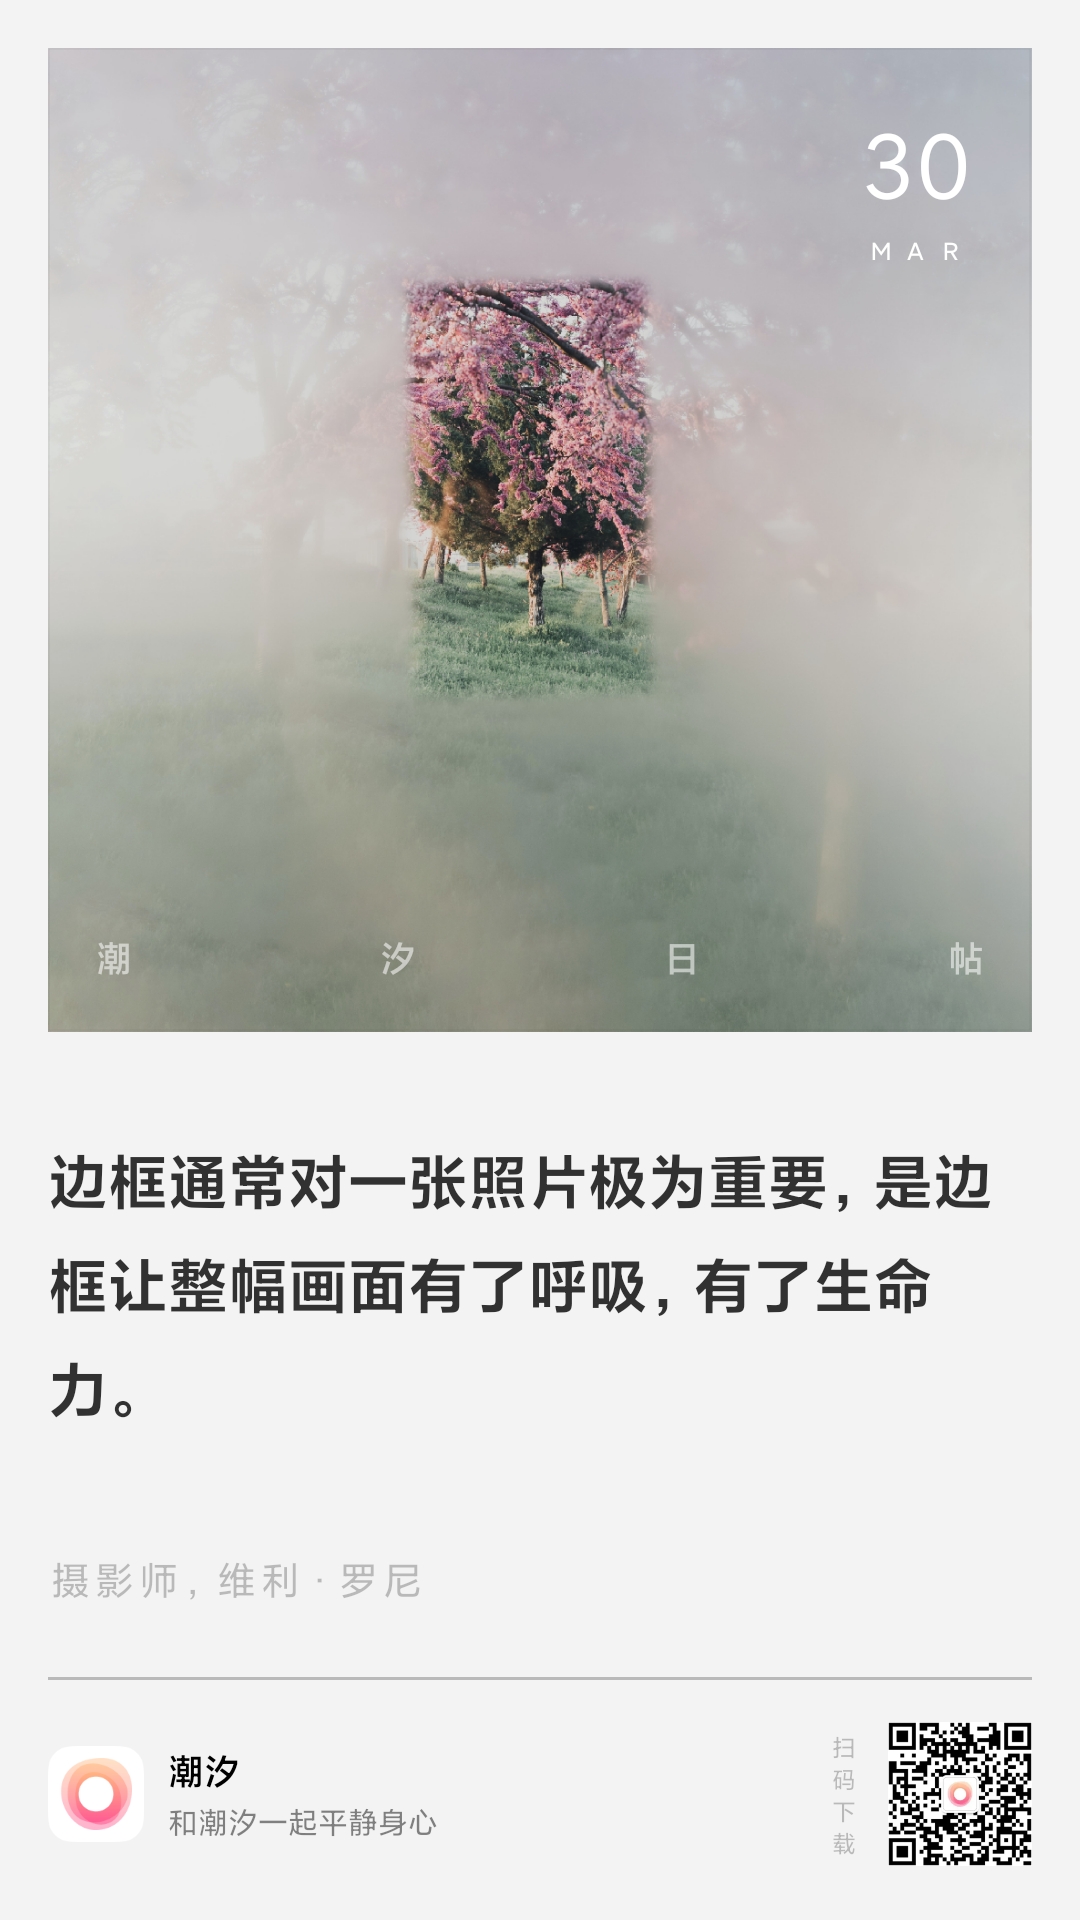 30
MAR
潮汐日帖
边框通常对一张照片极为重要，是边
框让整幅画面有了呼吸，有了生命
力。
摄影师，维利·罗尼
潮汐
和潮汐一起平静身心
扫码下载